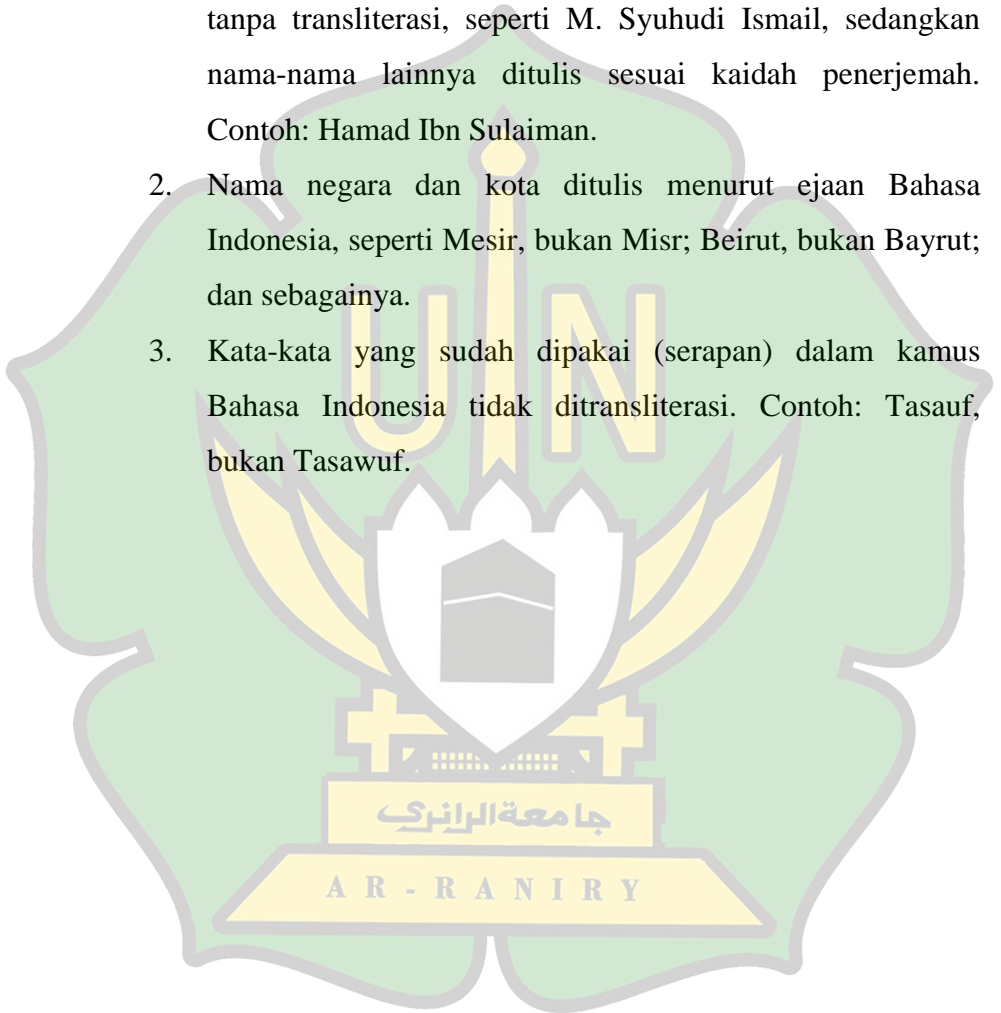 tanpa transliterasi, seperti M. Syuhudi Ismail, sedangkan
nama-nama lainnya ditulis sesuai kaidah penerjemah.
Contoh: Hamad Ibn Sulaiman.
2. Nama negara dan kota ditulis menurut ejaan Bahasa
Indonesia, seperti Mesir, bukan Misr; Beirut, bukan Bayrut;
dan sebagainya.
3. Kata-kata yang sudah dipakai (serapan) dalam kamus
Bahasa Indonesia tidak ditransliterasi. Contoh: Tasauf,
bukan Tasawuf.
UIN
جامعة الرانري
AR-RANIRY